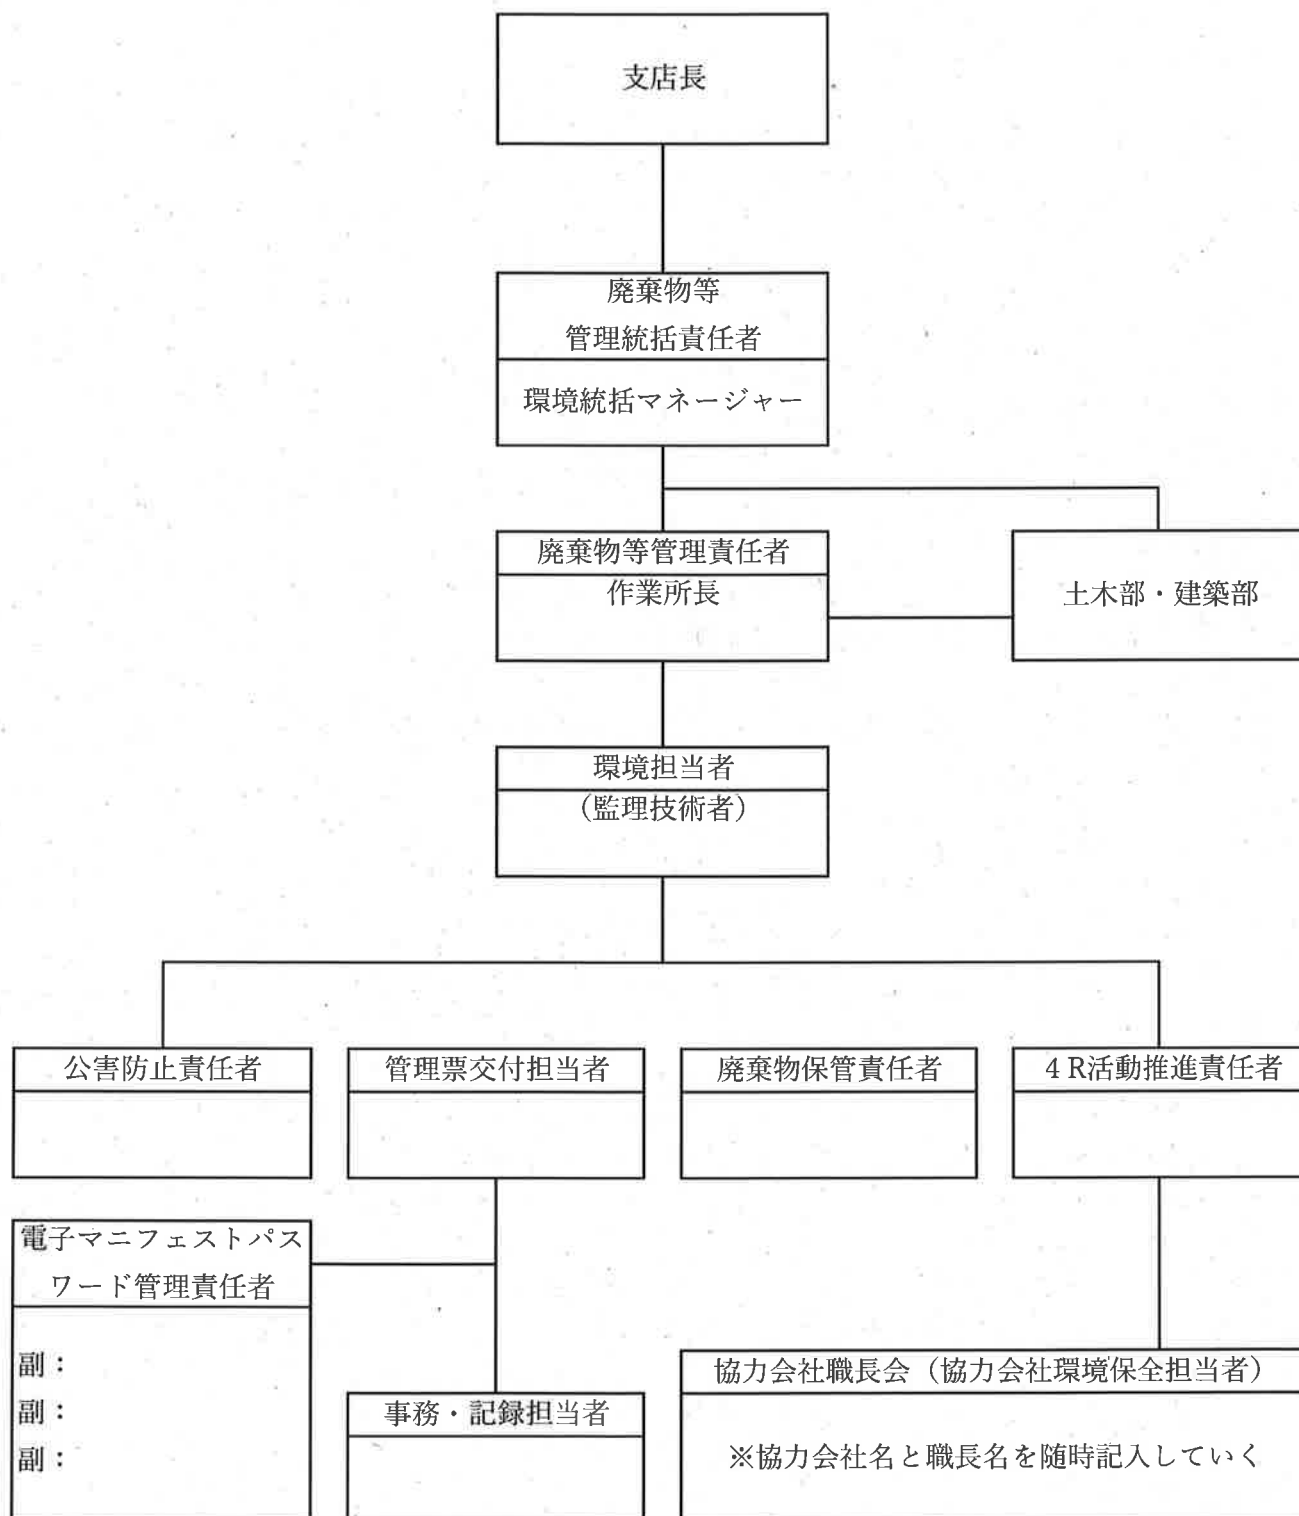 支店長
廃棄物等
管理統括責任者
環境統括マネージャー
廃棄物等管理責任者
作業所長
土木部・建築部
環境担当者
(監理技術者)
公害防止責任者
管理票交付担当者
廃棄物保管責任者
4R活動推進責任者
電子マニフェストパス
ワード管理責任者
副:
副:
副:
事務・記録担当者
協力会社職長会(協力会社環境保全担当者)
※協力会社名と職長名を随時記入していく